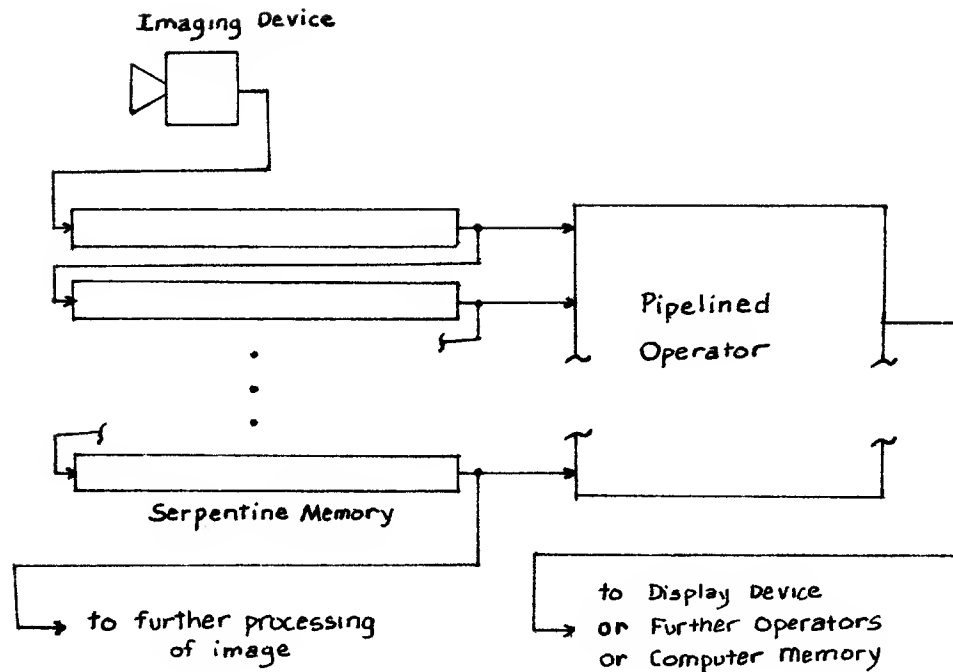 Imaging Device
Pipelined
Operator
Serpentine Memory
to further processing
of image
to Display Device
or Further Operators
or Computer Memory